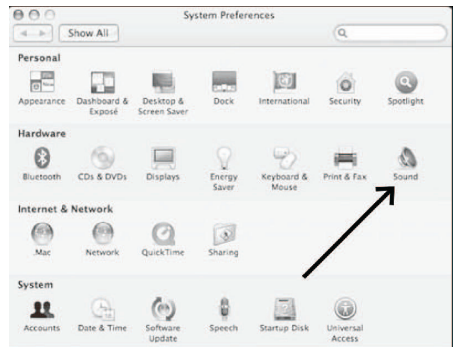 System Preferences
Show All
Personal
Appearance Dashboard & Exposé Desktop & Screen Saver Dock International Security Spotlight
Hardware
Bluetooth CDs & DVDs Displays Energy Saver Keyboard & Mouse Print & Fax Sound
Internet & Network
.Mac Network QuickTime Sharing
System
Accounts Date & Time Software Update Speech Startup Disk Universal Access